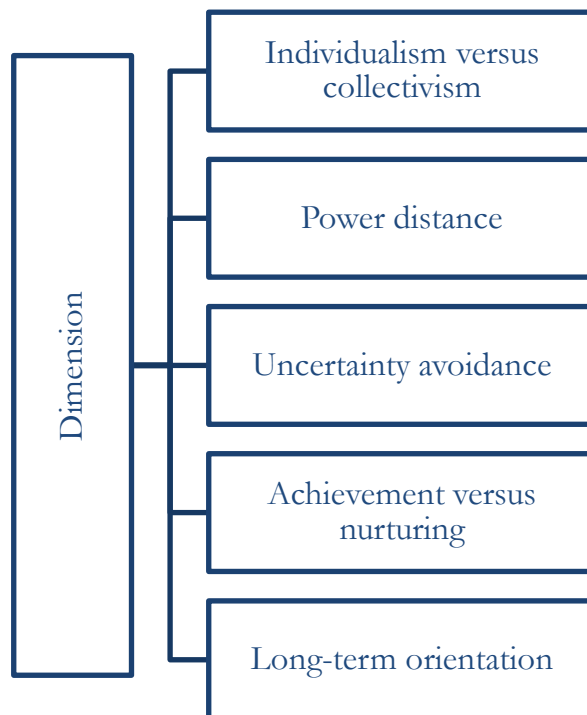 Dimension
Individualism versus
collectivism
Power distance
Uncertainty avoidance
Achievement versus
nurturing
Long-term orientation